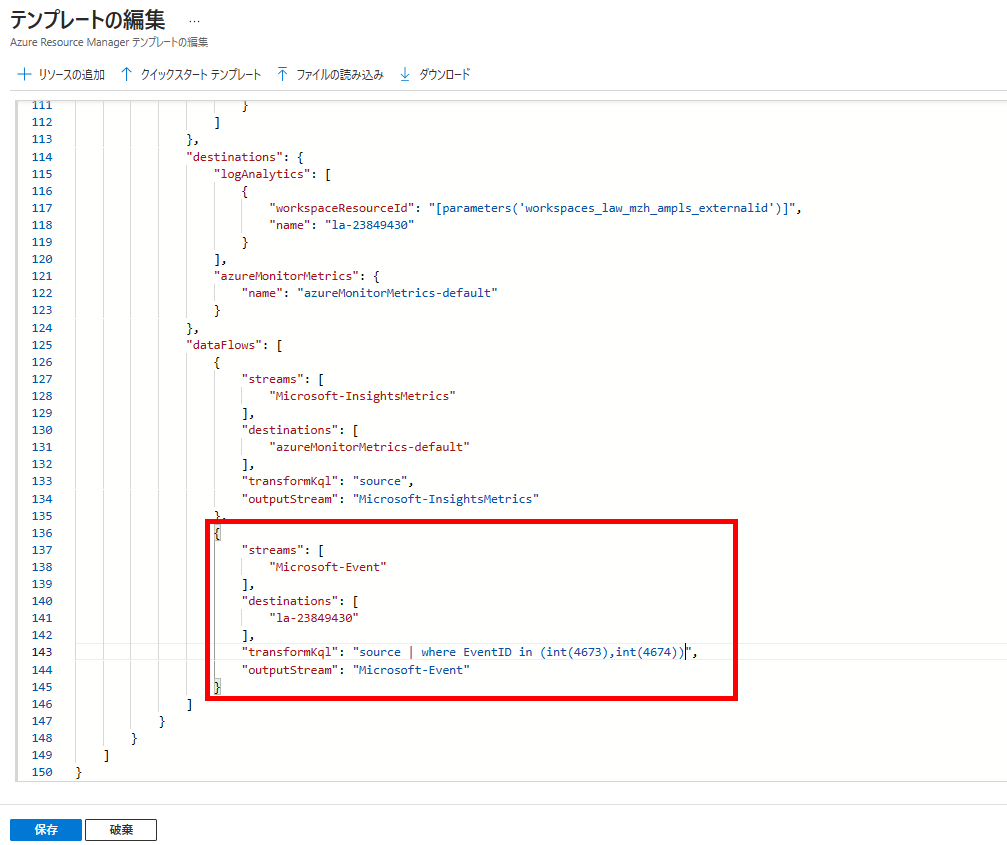 テンプレートの編集 ...
Azure Resource Manager テンプレートの編集
リソースの追加 クイックスタート テンプレート ファイルの読み込み ダウンロード
111 }
112 ]
113 },
114 "destinations": {
115 "logAnalytics": [
116 {
117 "workspaceResourceId": "[parameters('workspaces_law_mzh_ampls_externalid')]",
118 "name": "la-23849430"
119 }
120 ],
121 "azureMonitorMetrics": {
122 "name": "azureMonitorMetrics-default"
123 }
124 },
125 "dataFlows": [
126 {
127 "streams": [
128 "Microsoft-InsightsMetrics"
129 ],
130 "destinations": [
131 "azureMonitorMetrics-default"
132 ],
133 "transformKql": "source",
134 "outputStream": "Microsoft-InsightsMetrics"
135 },
136 {
137 "streams": [
138 "Microsoft-Event"
139 ],
140 "destinations": [
141 "la-23849430"
142 ],
143 "transformKql": "source | where EventID in (int(4673),int(4674))",
144 "outputStream": "Microsoft-Event"
145 }
146 ]
147 }
148 }
149 ]
150 }
保存 破棄